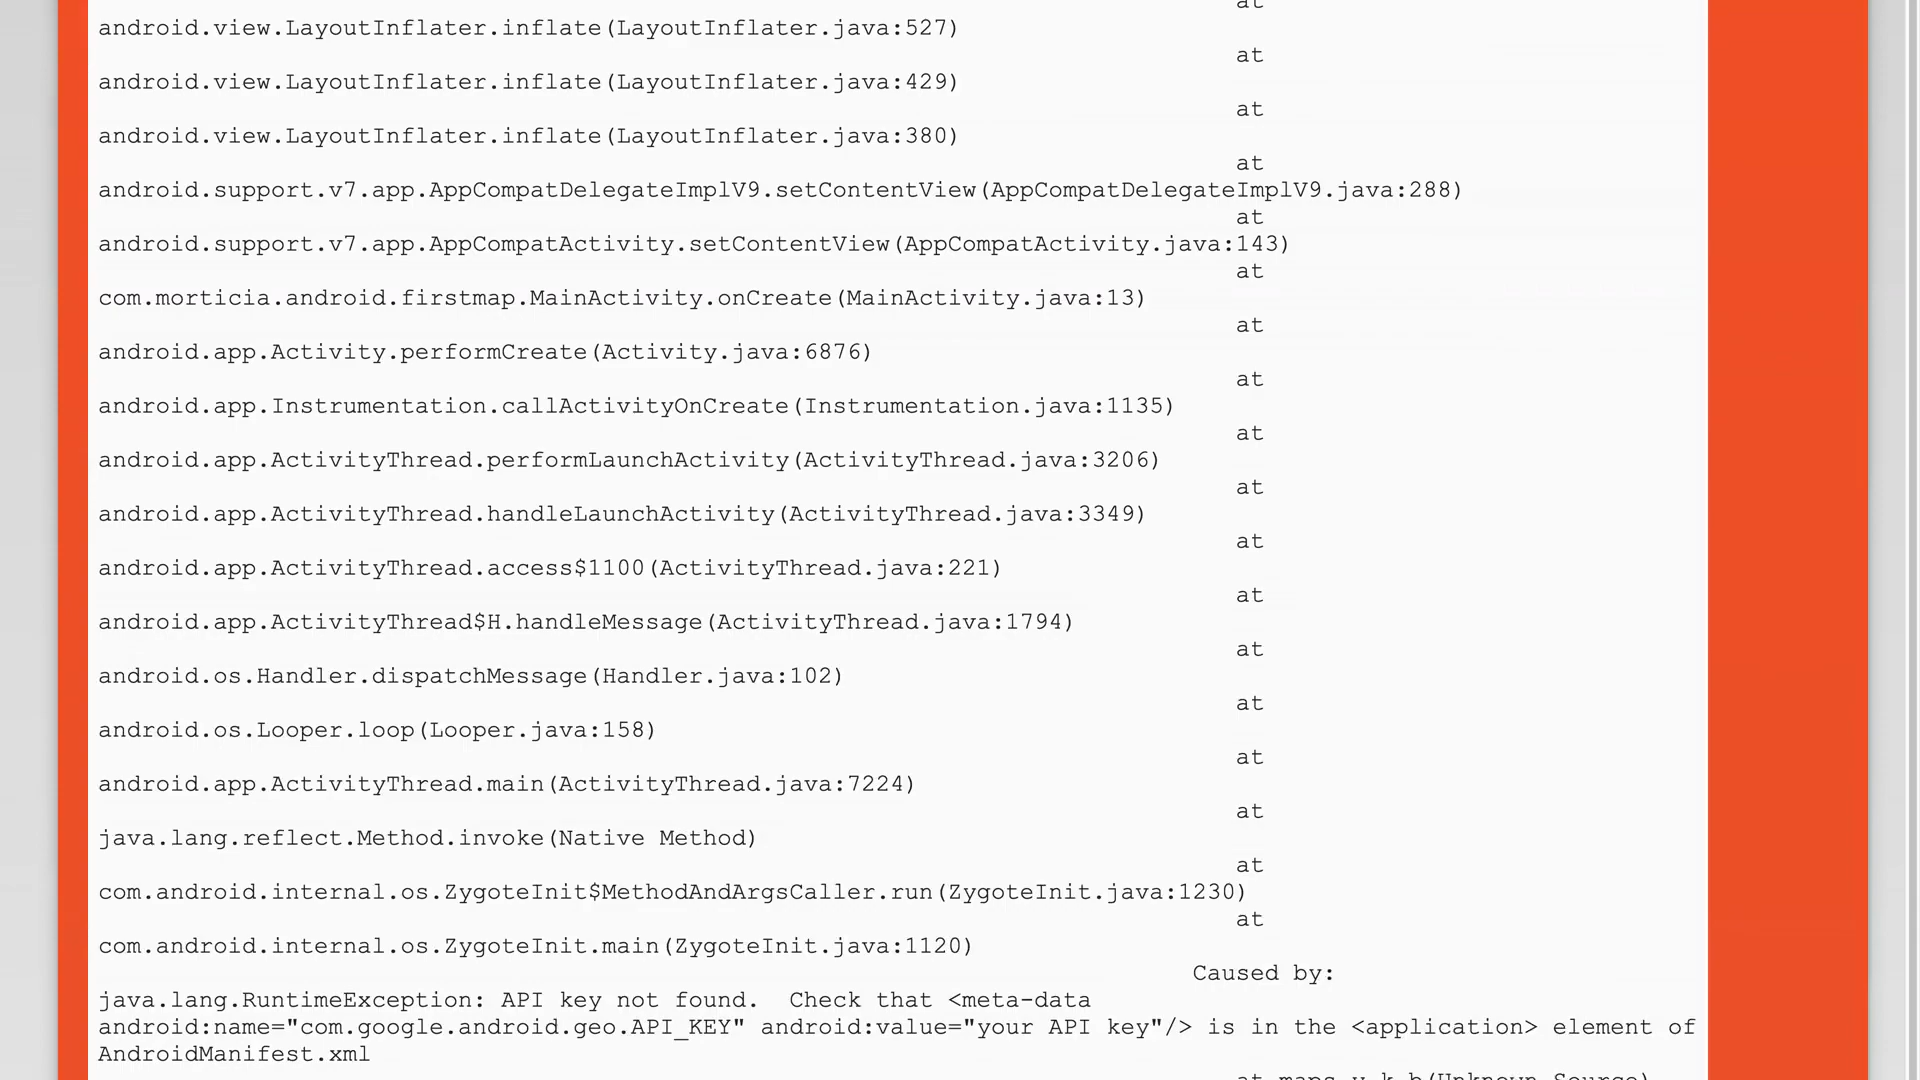 at
android.view.LayoutInflater.inflate(LayoutInflater.java:527)
at
android.view.LayoutInflater.inflate(LayoutInflater.java:429)
at
android.view.LayoutInflater.inflate(LayoutInflater.java:380)
at
android.support.v7.app.AppCompatDelegateImplV9.setContentView(AppCompatDelegateImplV9.java:288)
at
android.support.v7.app.AppCompatActivity.setContentView(AppCompatActivity.java:143)
at
com.morticia.android.firstmap.MainActivity.onCreate(MainActivity.java:13)
at
android.app.Activity.performCreate(Activity.java:6876)
at
android.app.Instrumentation.callActivityOnCreate(Instrumentation.java:1135)
at
android.app.ActivityThread.performLaunchActivity(ActivityThread.java:3206)
at
android.app.ActivityThread.handleLaunchActivity(ActivityThread.java:3349)
at
android.app.ActivityThread.access$1100(ActivityThread.java:221)
at
android.app.ActivityThread$H.handleMessage(ActivityThread.java:1794)
at
android.os.Handler.dispatchMessage(Handler.java:102)
at
android.os.Looper.loop(Looper.java:158)
at
android.app.ActivityThread.main(ActivityThread.java:7224)
at
java.lang.reflect.Method.invoke(Native Method)
at
com.android.internal.os.ZygoteInit$MethodAndArgsCaller.run(ZygoteInit.java:1230)
at
com.android.internal.os.ZygoteInit.main(ZygoteInit.java:1120)
Caused by:
java.lang.RuntimeException: API key not found.  Check that <meta-data
android:name="com.google.android.geo.API_KEY" android:value="your API key"/> is in the <application> element of
AndroidManifest.xml
at maps.v.k.b(Unknown Source)